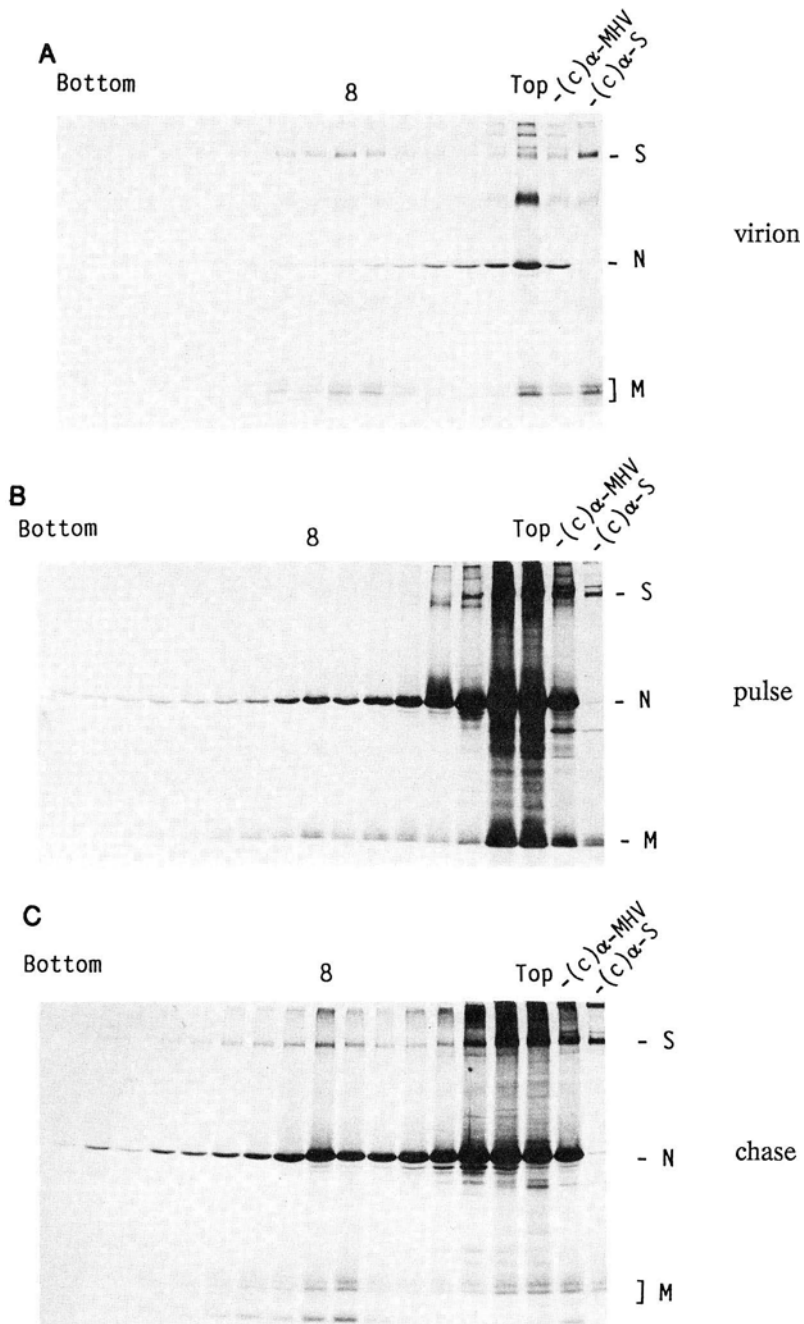 A
Bottom 8 Top -(c)α-MHV -(c)α-S
- S
- N virion
] M
B
Bottom 8 Top -(c)α-MHV -(c)α-S
- S
- N pulse
- M
C
Bottom 8 Top -(c)α-MHV -(c)α-S
- S
- N chase
] M